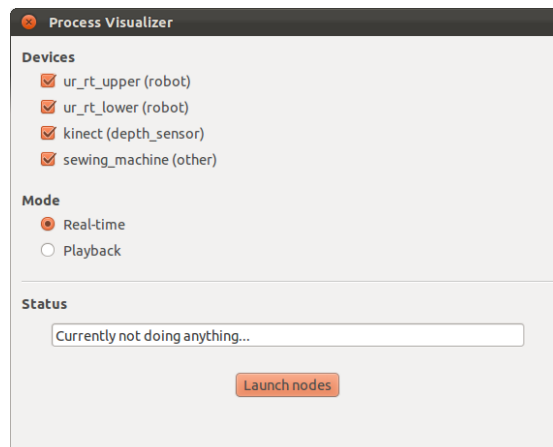 Process Visualizer
Devices
ur_rt_upper (robot)
ur_rt_lower (robot)
kinect (depth_sensor)
sewing_machine (other)
Mode
Real-time
Playback
Status
Currently not doing anything...
Launch nodes